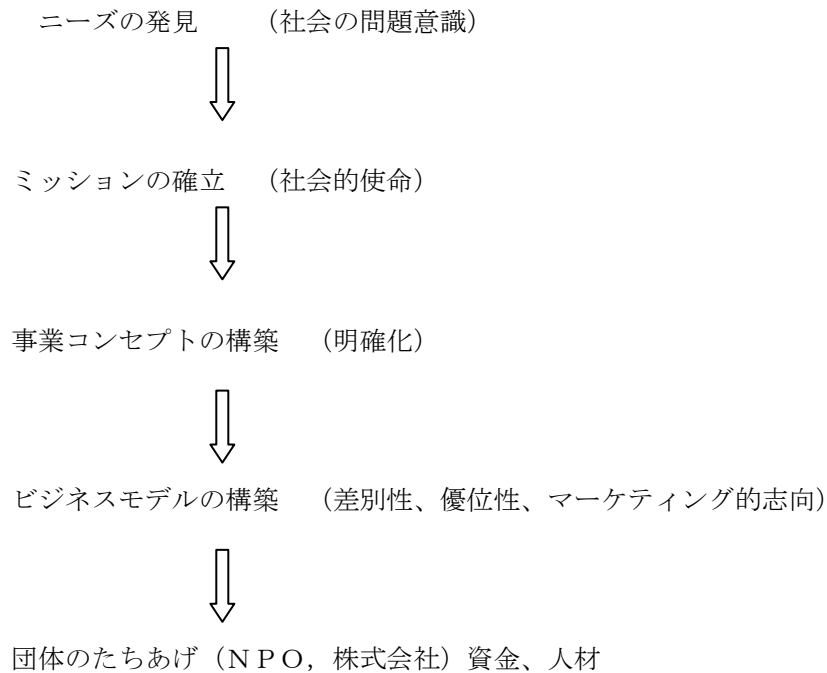 ニーズの発見　　（社会の問題意識）
ミッションの確立　（社会的使命）
事業コンセプトの構築　（明確化）
ビジネスモデルの構築　（差別性、優位性、マーケティング的志向）
団体のたちあげ（ＮＰＯ，株式会社）資金、人材